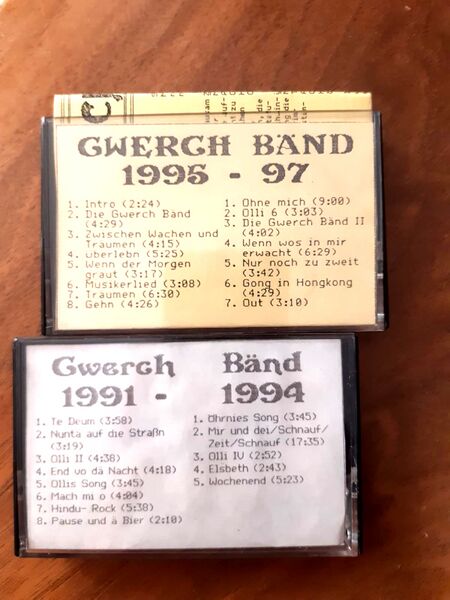 GWERCH BÄND
1995 - 97
1. Intro (2:24)
2. Die Gwerch Bänd
(4:29)
3. Zwischen Wachen und
Träumen (4:15)
4. überlebn (5:25)
5. Wenn der Morgen
graut (3:17)
6. Musikerlied (3:08)
7. Träumen (6:30)
8. Gehn (4:26)
1. Ohne mich (9:00)
2. Olli 6 (3:03)
3. Die Gwerch Bänd II
(4:02)
4. Wenn wos in mir
erwacht (6:29)
5. Nur noch zu zweit
(3:42)
6. Gong in Hongkong
(4:29)
7. Out (3:10)
Gwerch Bänd
1991 - 1994
1. Te Deum (3:58)
2. Nunta auf die Straßn
(3:19)
3. Olli II (4:38)
4. End vo dä Nacht (4:18)
5. Ollis Song (3:45)
6. Mach mi o (4:04)
7. Hindu- Rock (5:38)
8. Pause und à Bier (2:10)
1. Öhrnies Song (3:45)
2. Mir und dei/Schnauf/
Zeit/Schnauf (17:35)
3. Olli IV (2:52)
4. Elsbeth (2:43)
5. Wochenend (5:23)